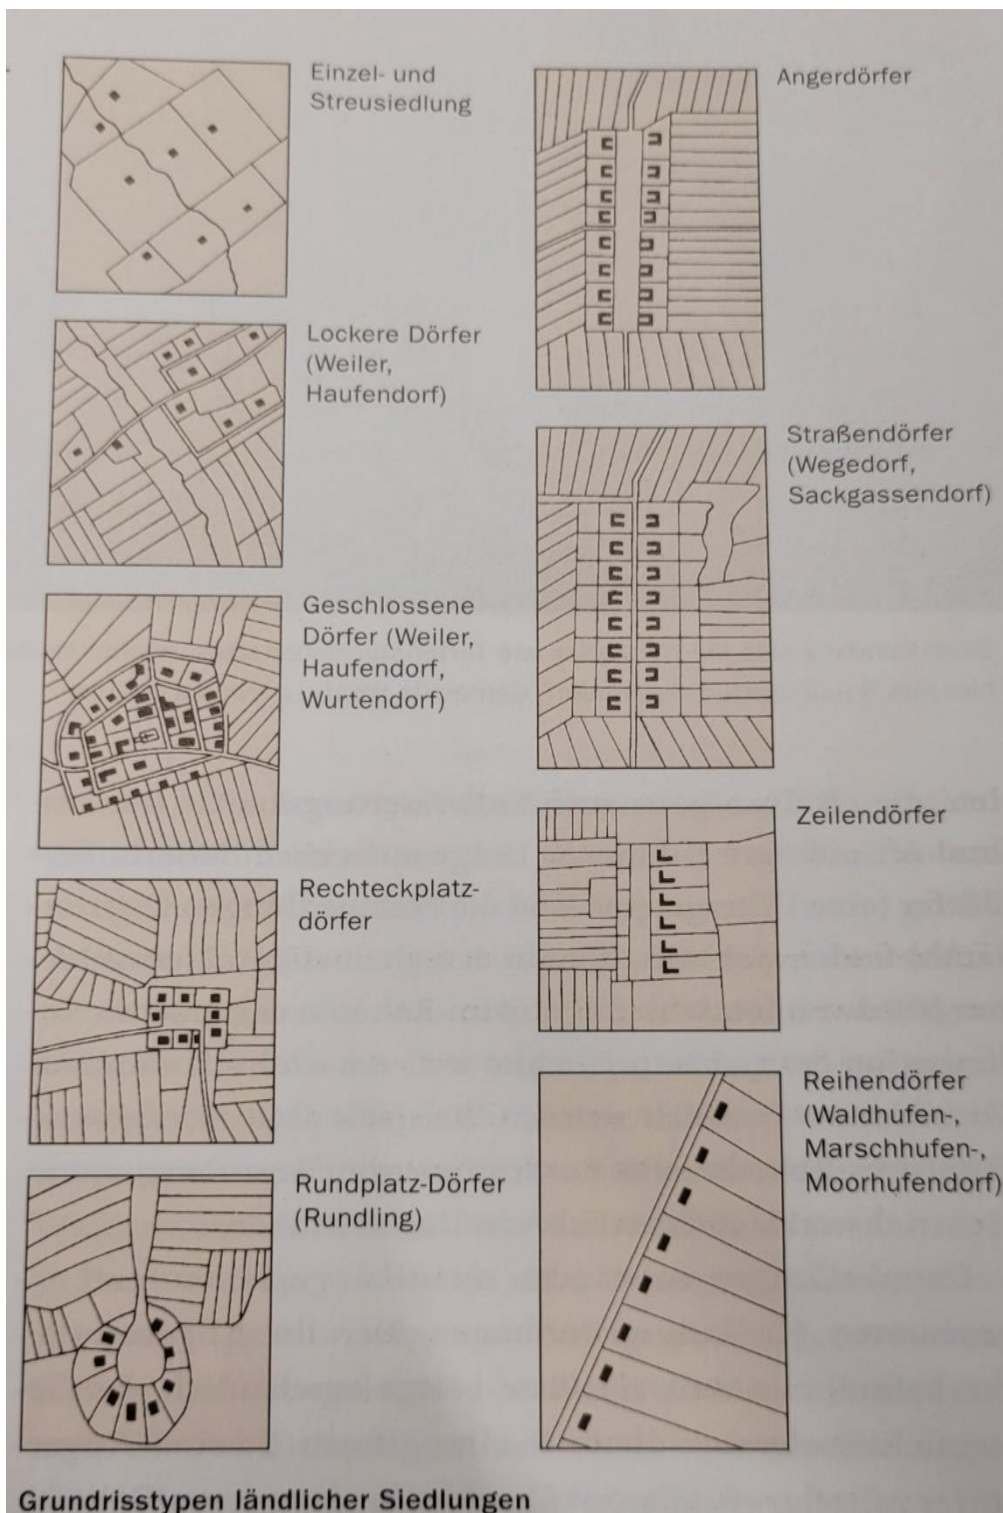 Einzel- und
Streusiedlung
Lockere Dörfer
(Weiler,
Haufendorf)
Geschlossene
Dörfer (Weiler,
Haufendorf,
Wurtendorf)
Rechteckplatz-
dörfer
Rundplatz-Dörfer
(Rundling)
Angerdörfer
Straßendörfer
(Wegedorf,
Sackgassendorf)
Zeilendörfer
Reihendörfer
(Waldhufen-,
Marschhufen-,
Moorhufendorf)
Grundrisstypen ländlicher Siedlungen